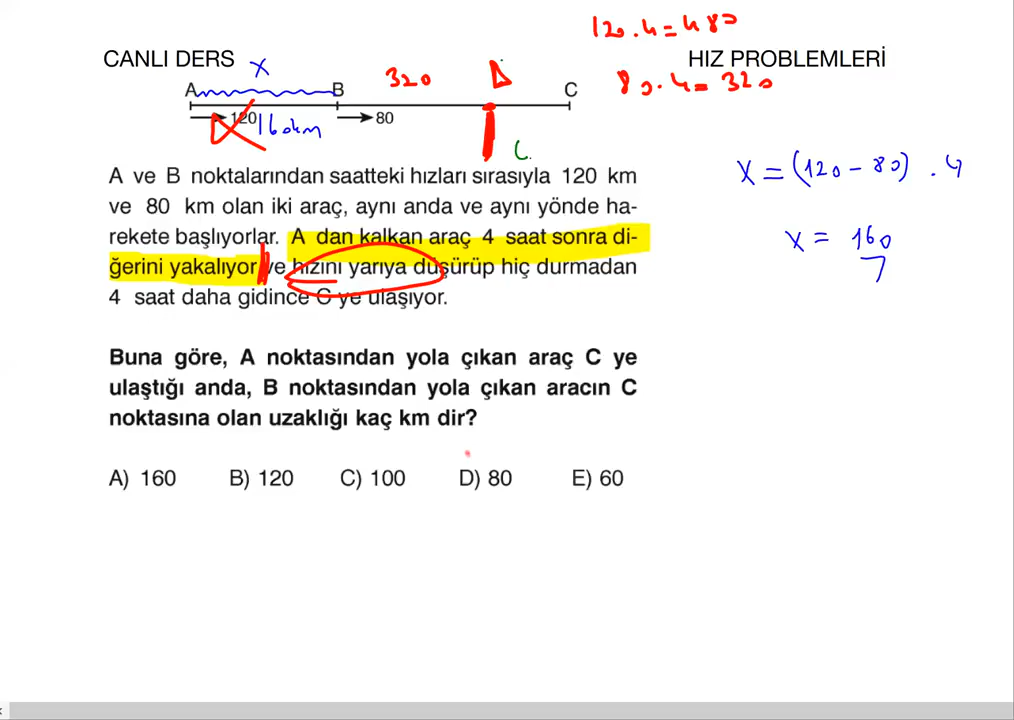 120 . 4 = 480
CANLI DERS
HIZ PROBLEMLERİ
x
320
80 . 4 = 320
A B C
120
160km
80
C
x = (120 - 80) . 4
x = 160
A ve B noktalarından saatteki hızları sırasıyla 120 km
ve 80 km olan iki araç, aynı anda ve aynı yönde ha-
rekete başlıyorlar. A dan kalkan araç 4 saat sonra di-
ğerini yakalıyor ve hızını yarıya düşürüp hiç durmadan
4 saat daha gidince C ye ulaşıyor.
Buna göre, A noktasından yola çıkan araç C ye
ulaştığı anda, B noktasından yola çıkan aracın C
noktasına olan uzaklığı kaç km dir?
A) 160 B) 120 C) 100 D) 80 E) 60